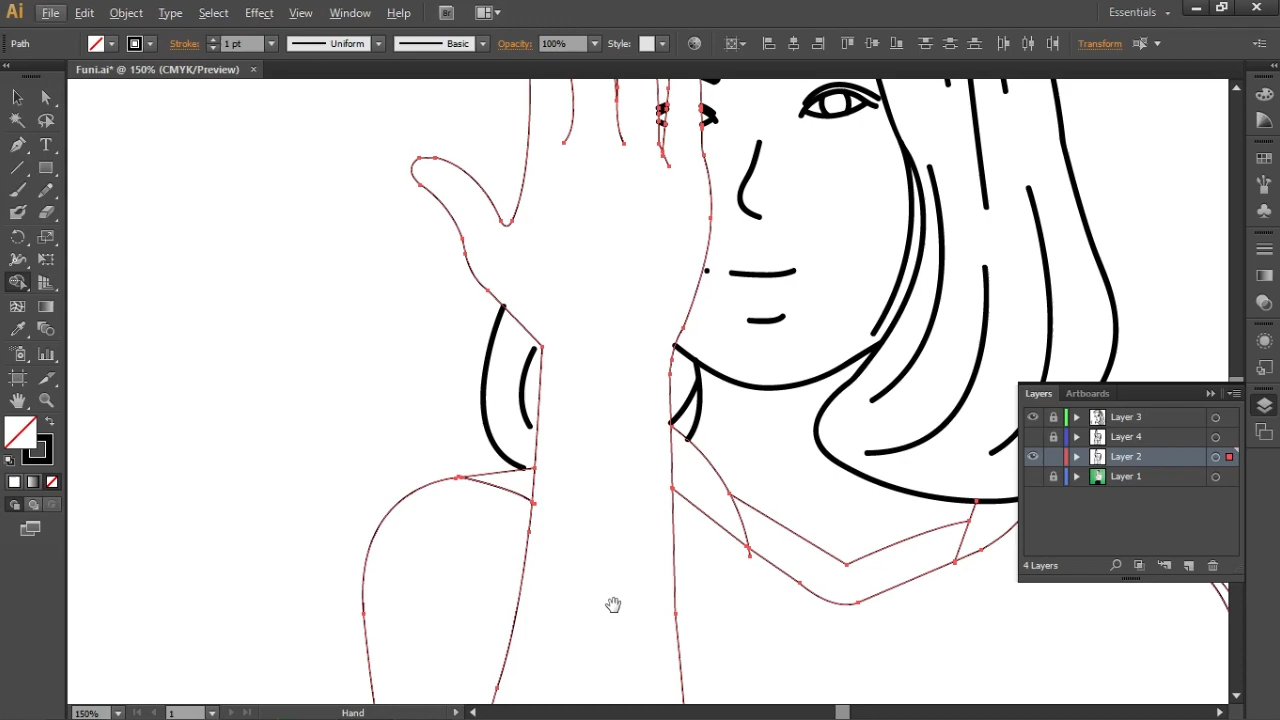 Ai File Edit Object Type Select Effect View Window Help Br Essentials
Path Stroke: 1 pt Uniform Basic Opacity: 100% Style: Transform
Funi.ai* @ 150% (CMYK/Preview)
Layers Artboards
Layer 3
Layer 4
Layer 2
Layer 1
4 Layers
150% 1 Hand